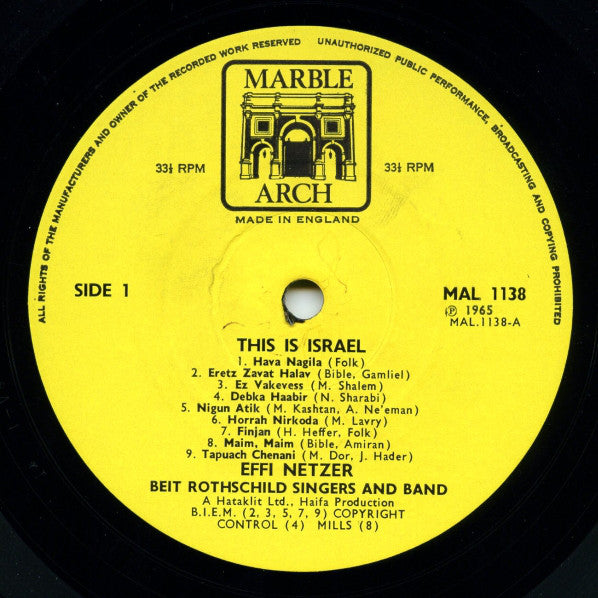 ALL RIGHTS OF THE MANUFACTURERS AND OWNER OF THE RECORDED WORK RESERVED
UNAUTHORIZED PUBLIC PERFORMANCE, BROADCASTING AND COPYING PROHIBITED
MARBLE
ARCH
33⅓ RPM
33⅓ RPM
MADE IN ENGLAND
SIDE 1
MAL 1138
℗ 1965
MAL.1138-A
THIS IS ISRAEL
1. Hava Nagila (Folk)
2. Eretz Zavat Halav (Bible, Gamliel)
3. Ez Vakevess (M. Shalem)
4. Debka Haabir (N. Sharabi)
5. Nigun Atik (M. Kashtan, A. Ne'eman)
6. Horrah Nirkoda (M. Lavry)
7. Finjan (H. Heffer, Folk)
8. Maim, Maim (Bible, Amiran)
9. Tapuach Chenani (M. Dor, J. Hader)
EFFI NETZER
BEIT ROTHSCHILD SINGERS AND BAND
A Hataklit Ltd., Haifa Production
B.I.E.M. (2, 3, 5, 7, 9) COPYRIGHT
CONTROL (4) MILLS (8)